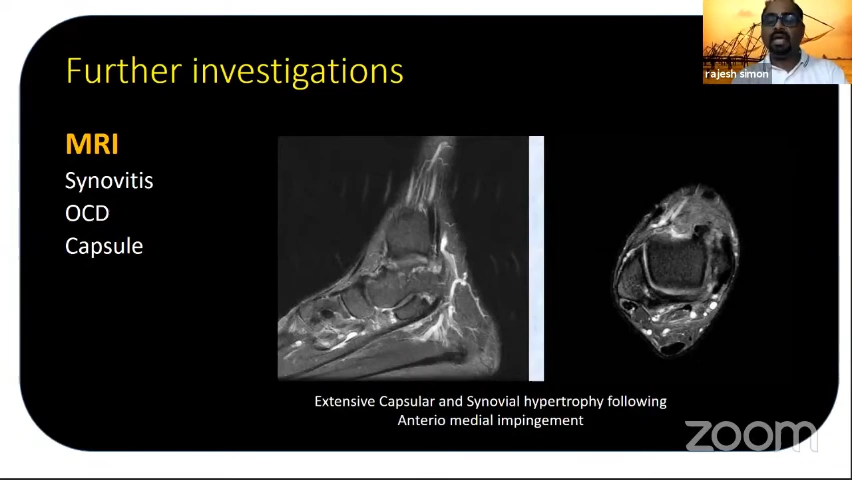 Further investigations
rajesh simon
MRI
Synovitis
OCD
Capsule
Extensive Capsular and Synovial hypertrophy following
Anterio medial impingement
zoom